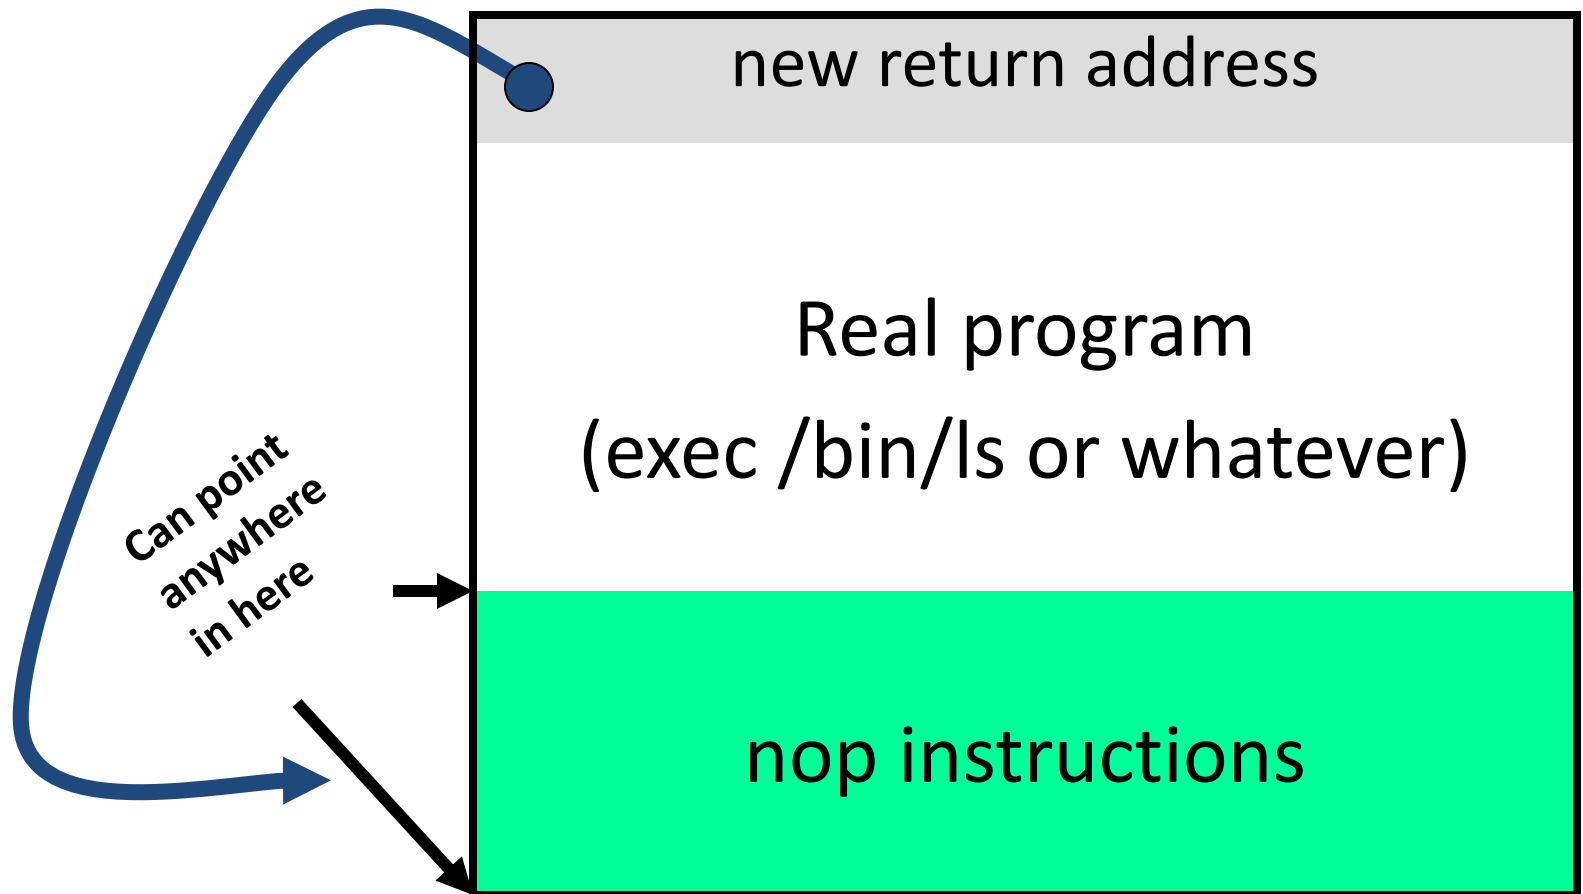 new return address
Real program
(exec /bin/ls or whatever)
Can point
anywhere
in here
nop instructions